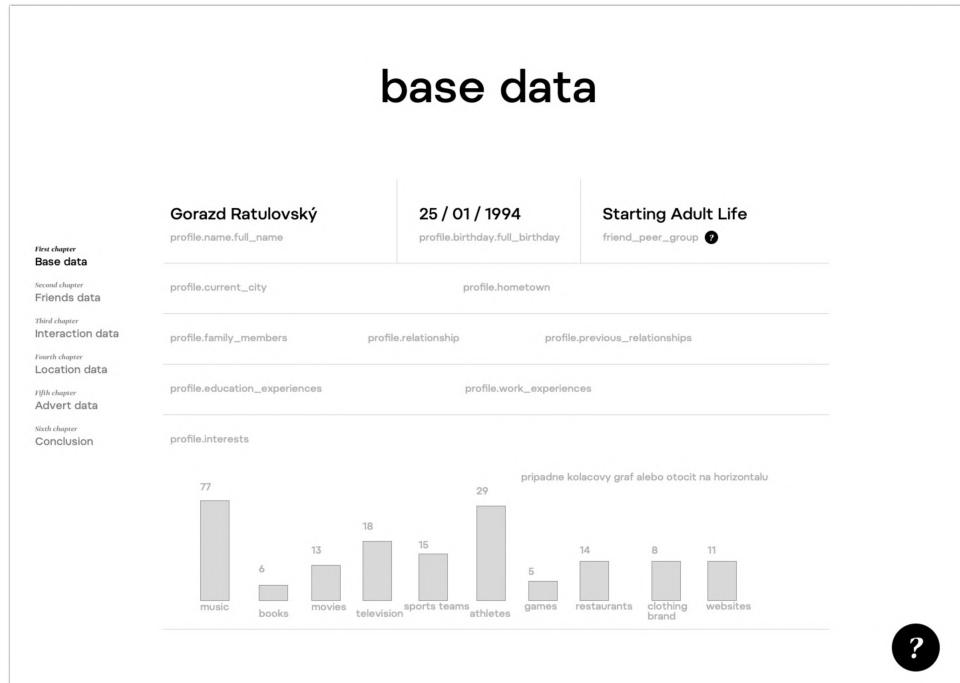 base data
Gorazd Ratulovský
25 / 01 / 1994
Starting Adult Life
profile.name.full_name
profile.birthday.full_birthday
friend_peer_group ?
First chapter
Base data
Second chapter
Friends data
Third chapter
Interaction data
Fourth chapter
Location data
Fifth chapter
Advert data
Sixth chapter
Conclusion
profile.current_city
profile.hometown
profile.family_members
profile.relationship
profile.previous_relationships
profile.education_experiences
profile.work_experiences
profile.interests
pripadne kolacovy graf alebo otocit na horizontalu
77
6
13
18
15
29
5
14
8
11
music
books
movies
television
sports teams
athletes
games
restaurants
clothing
brand
websites
?